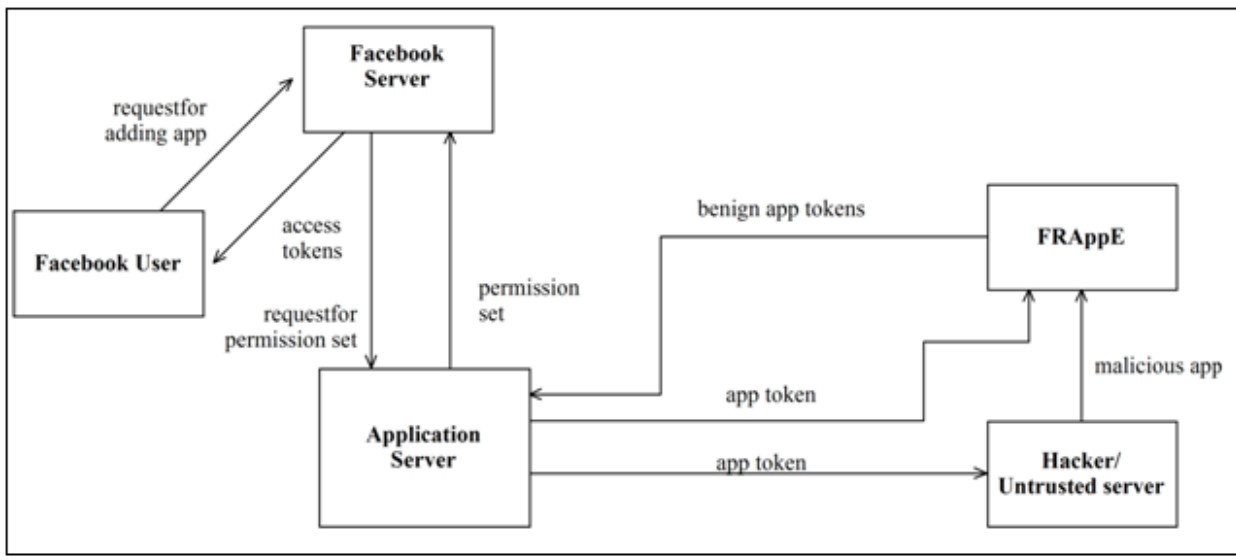 Facebook
Server
requestfor
adding app
access
tokens
Facebook User
benign app tokens
FRAppE
permission
set
requestfor
permission set
malicious app
app token
Application
Server
app token
Hacker/
Untrusted server